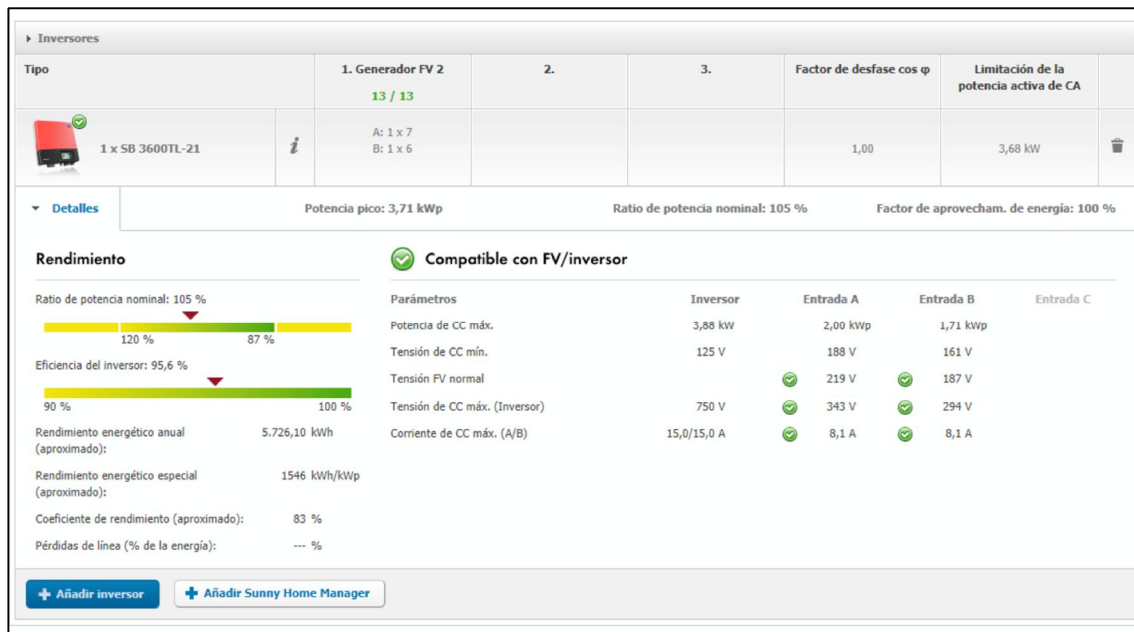 Inversores
Tipo 1. Generador FV 2 2. 3. Factor de desfase cos φ Limitación de la
13 / 13 potencia activa de CA
A: 1 x 7
1 x SB 3600TL-21 i B: 1 x 6 1,00 3,68 kW
Detalles Potencia pico: 3,71 kWp Ratio de potencia nominal: 105 % Factor de aprovecham. de energía: 100 %
Rendimiento Compatible con FV/inversor
Ratio de potencia nominal: 105 % Parámetros Inversor Entrada A Entrada B Entrada C
Potencia de CC máx. 3,88 kW 2,00 kWp 1,71 kWp
120 % 87 %
Tensión de CC mín. 125 V 188 V 161 V
Eficiencia del inversor: 95,6 %
Tensión FV normal 219 V 187 V
90 % 100 % Tensión de CC máx. (Inversor) 750 V 343 V 294 V
Rendimiento energético anual 5.726,10 kWh Corriente de CC máx. (A/B) 15,0/15,0 A 8,1 A 8,1 A
(aproximado):
Rendimiento energético especial 1546 kWh/kWp
(aproximado):
Coeficiente de rendimiento (aproximado): 83 %
Pérdidas de línea (% de la energía): --- %
Añadir inversor Añadir Sunny Home Manager